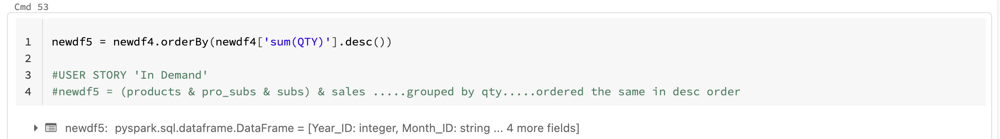 Cmd 53
1 newdf5 = newdf4.orderBy(newdf4['sum(QTY)'].desc())
2
3 #USER STORY 'In Demand'
4 #newdf5 = (products & pro_subs & subs) & sales .....grouped by qty.....ordered the same in desc order
newdf5: pyspark.sql.dataframe.DataFrame = [Year_ID: integer, Month_ID: string ... 4 more fields]